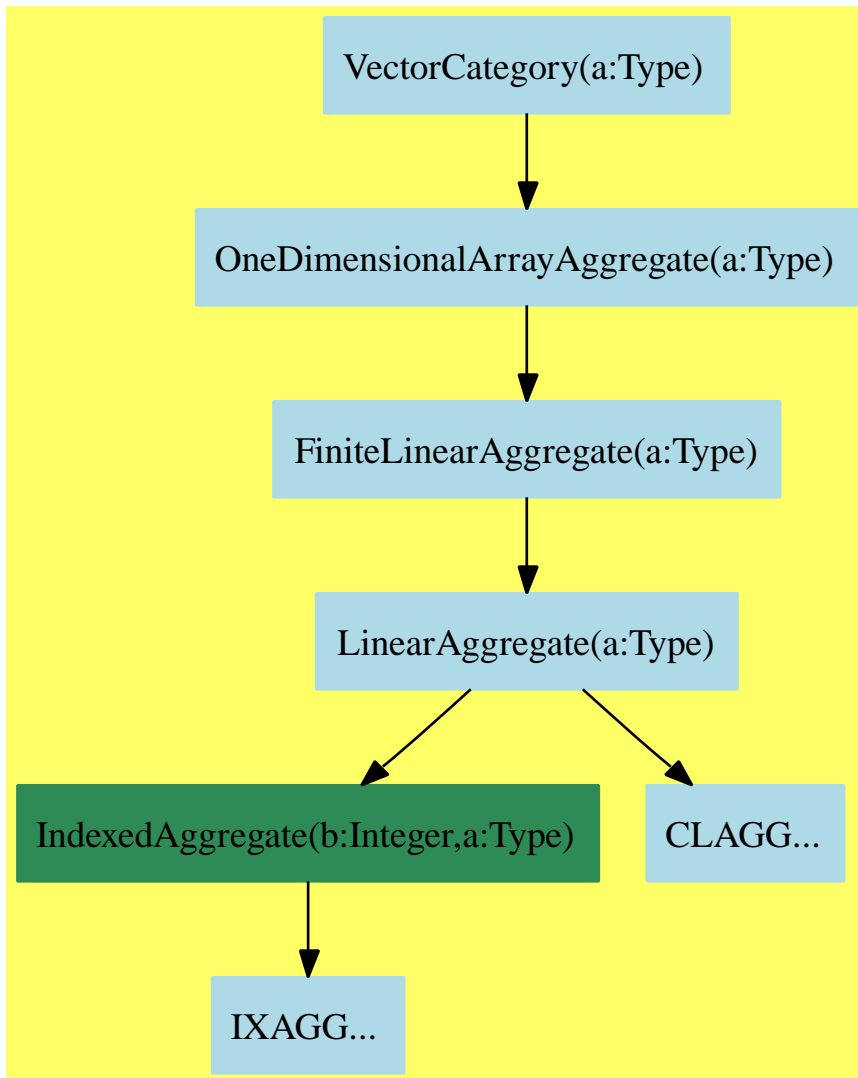 VectorCategory(a:Type)
OneDimensionalArrayAggregate(a:Type)
FiniteLinearAggregate(a:Type)
LinearAggregate(a:Type)
IndexedAggregate(b:Integer,a:Type)
CLAGG...
IXAGG...